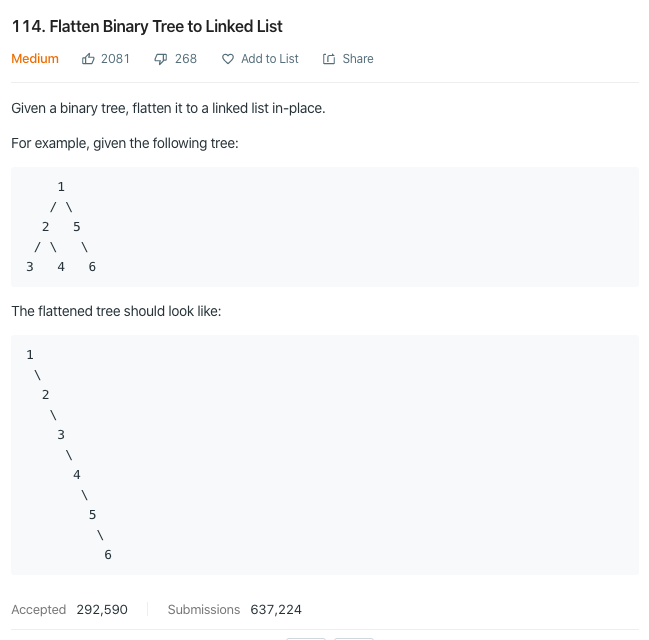 114. Flatten Binary Tree to Linked List
Medium 2081 268 Add to List Share
Given a binary tree, flatten it to a linked list in-place.
For example, given the following tree:
    1
   / \
  2   5
 / \   \
3   4   6
The flattened tree should look like:
1
 \
  2
   \
    3
     \
      4
       \
        5
         \
          6
Accepted 292,590 Submissions 637,224